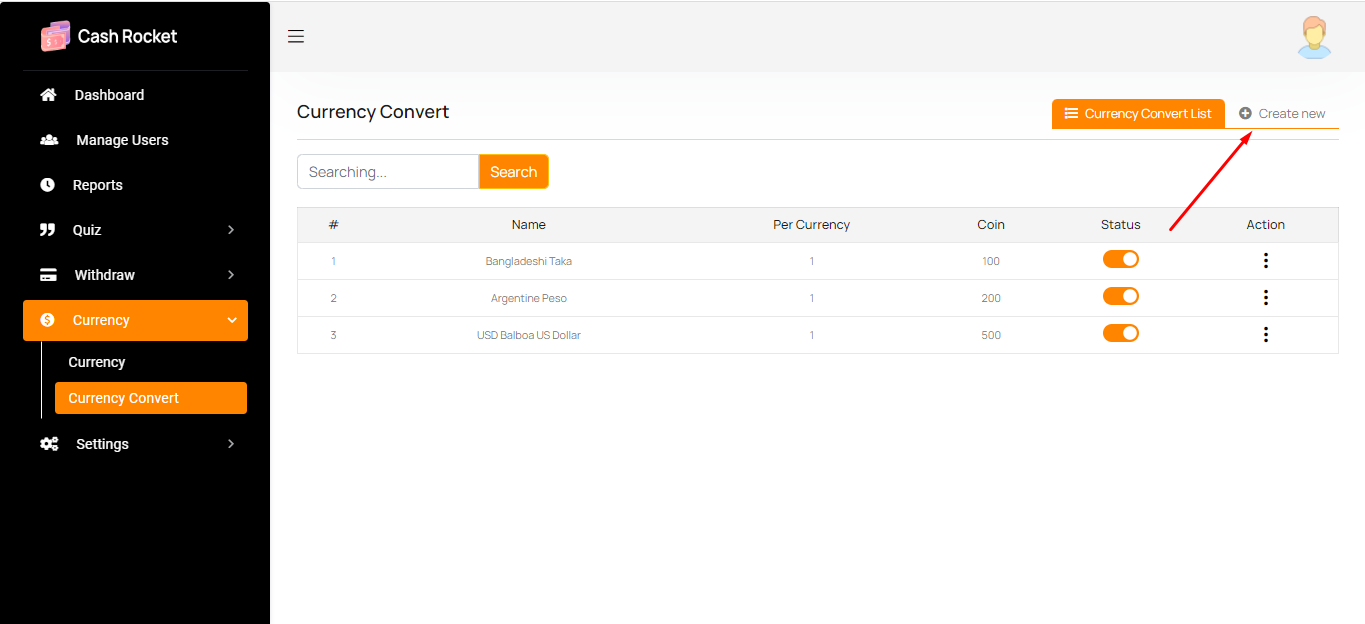 Cash Rocket
Dashboard
Manage Users
Reports
Quiz
Withdraw
Currency
Currency
Currency Convert
Settings
Currency Convert
Currency Convert List
Create new
Searching...
Search
# Name Per Currency Coin Status Action
1 Bangladeshi Taka 1 100
2 Argentine Peso 1 200
3 USD Balboa US Dollar 1 500